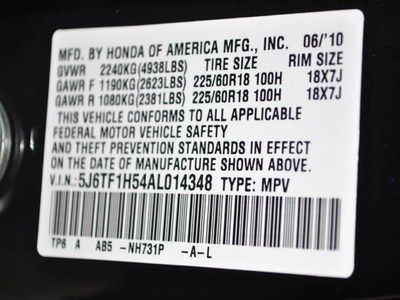 MFD. BY HONDA OF AMERICA MFG., INC. 06/'10
GVWR 2240KG(4938LBS) TIRE SIZE RIM SIZE
GAWR F 1190KG(2623LBS) 225/60R18 100H 18X7J
GAWR R 1080KG(2381LBS) 225/60R18 100H 18X7J
THIS VEHICLE CONFORMS TO ALL APPLICABLE
FEDERAL MOTOR VEHICLE SAFETY
AND THEFT PREVENTION STANDARDS IN EFFECT
ON THE DATE OF MANUFACTURE SHOWN ABOVE.
V.I.N.: 5J6TF1H54AL014348 TYPE: MPV
TP6 A AB5 -NH731P -A-L